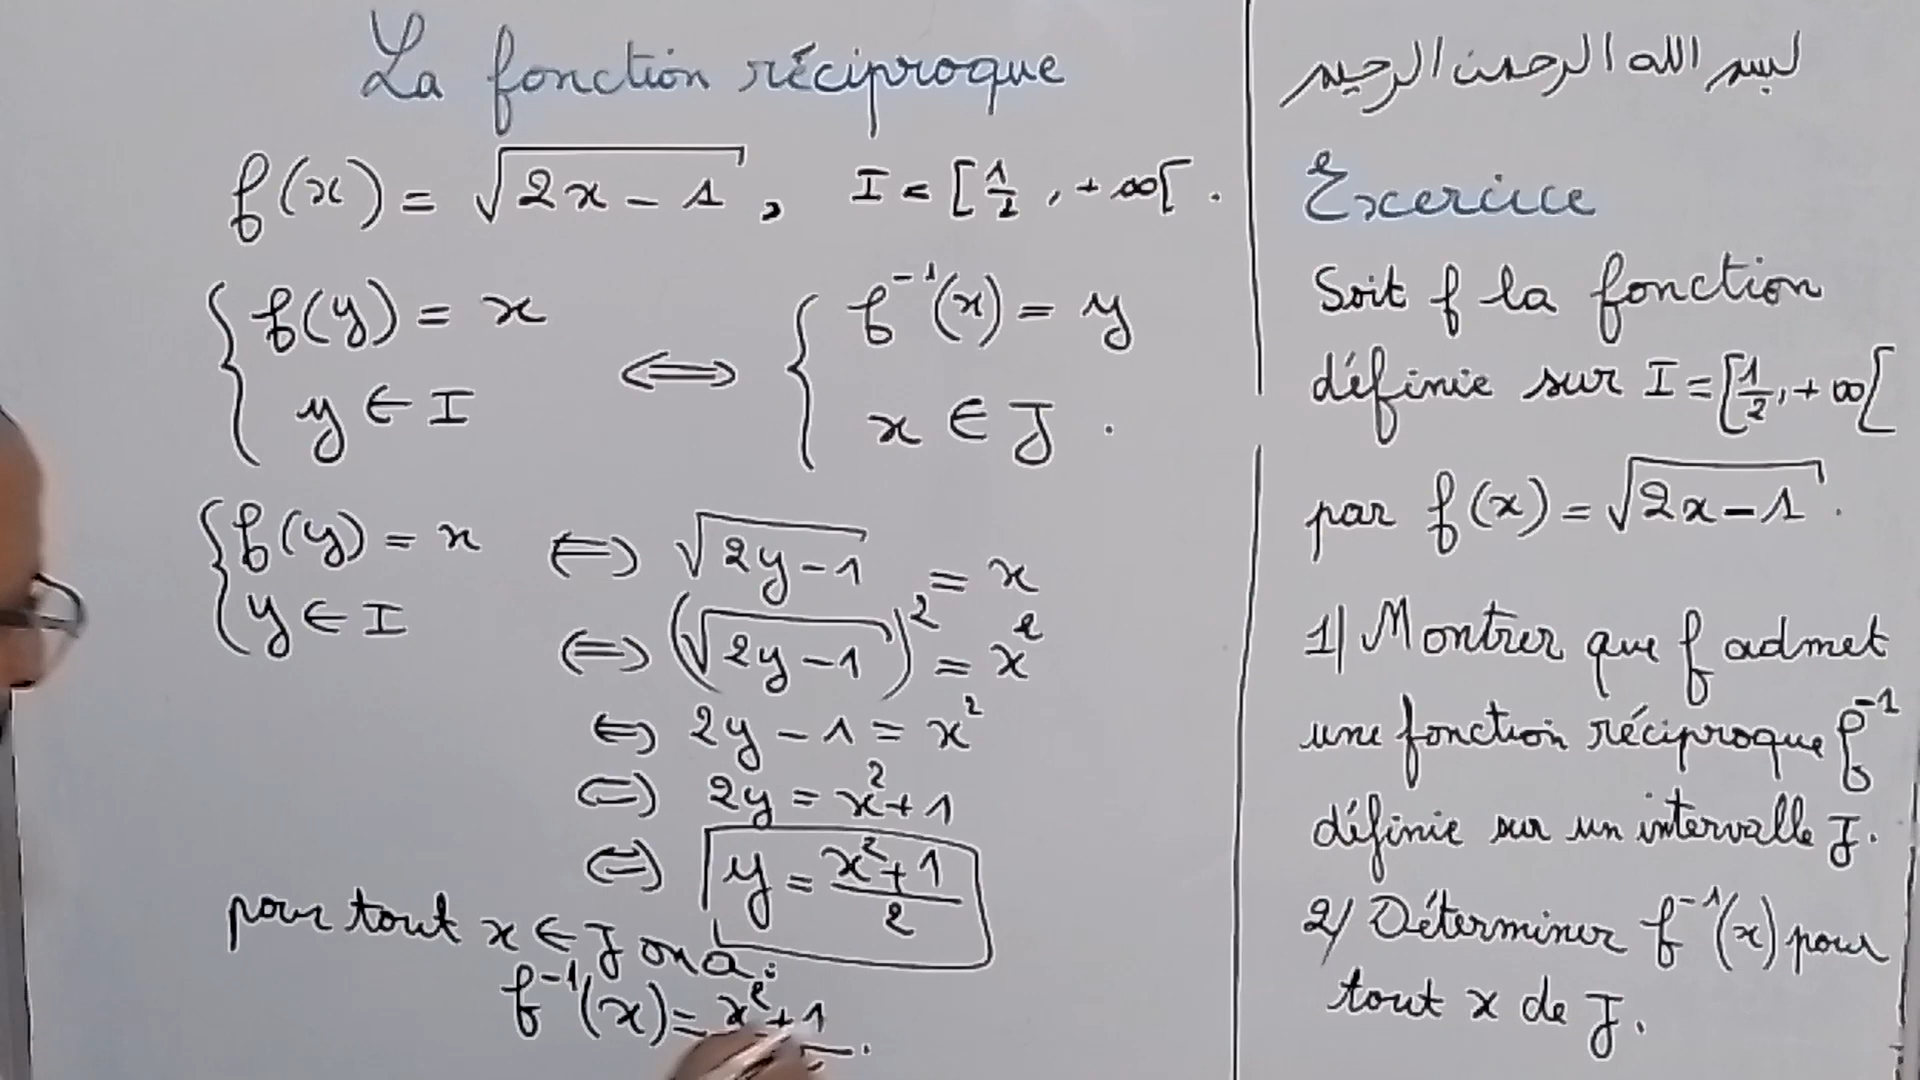 La fonction réciproque
f(x) = √(2x - 1) , I = [1/2 , +∞[ .
{ f(y) = x
y ∈ I
⟺
{ f⁻¹(x) = y
x ∈ J .
{ f(y) = x ⟺ √(2y-1) = x
y ∈ I
⟺ (√(2y-1))² = x²
⟺ 2y - 1 = x²
⟺ 2y = x² + 1
⟺ y = (x² + 1)/2
pour tout x ∈ J on a :
f⁻¹(x) = x² + 1
بسم الله الرحمن الرحيم
Excercice
Soit f la fonction
définie sur I = [1/2 , +∞[
par f(x) = √(2x-1) .
1) Montrer que f admet
une fonction réciproque f⁻¹
définie sur un intervalle J.
2) Déterminer f⁻¹(x) pour
tout x de J.